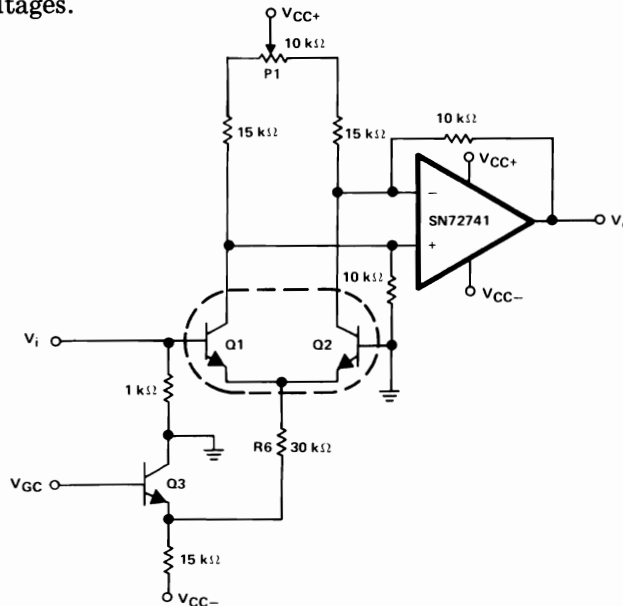 ltages.
VCC+
10 kΩ
P1
15 kΩ
15 kΩ
10 kΩ
VCC+
−
SN72741
+
V
10 kΩ
VCC−
Vi
Q1
Q2
1 kΩ
R6 30 kΩ
VGC
Q3
15 kΩ
VCC−